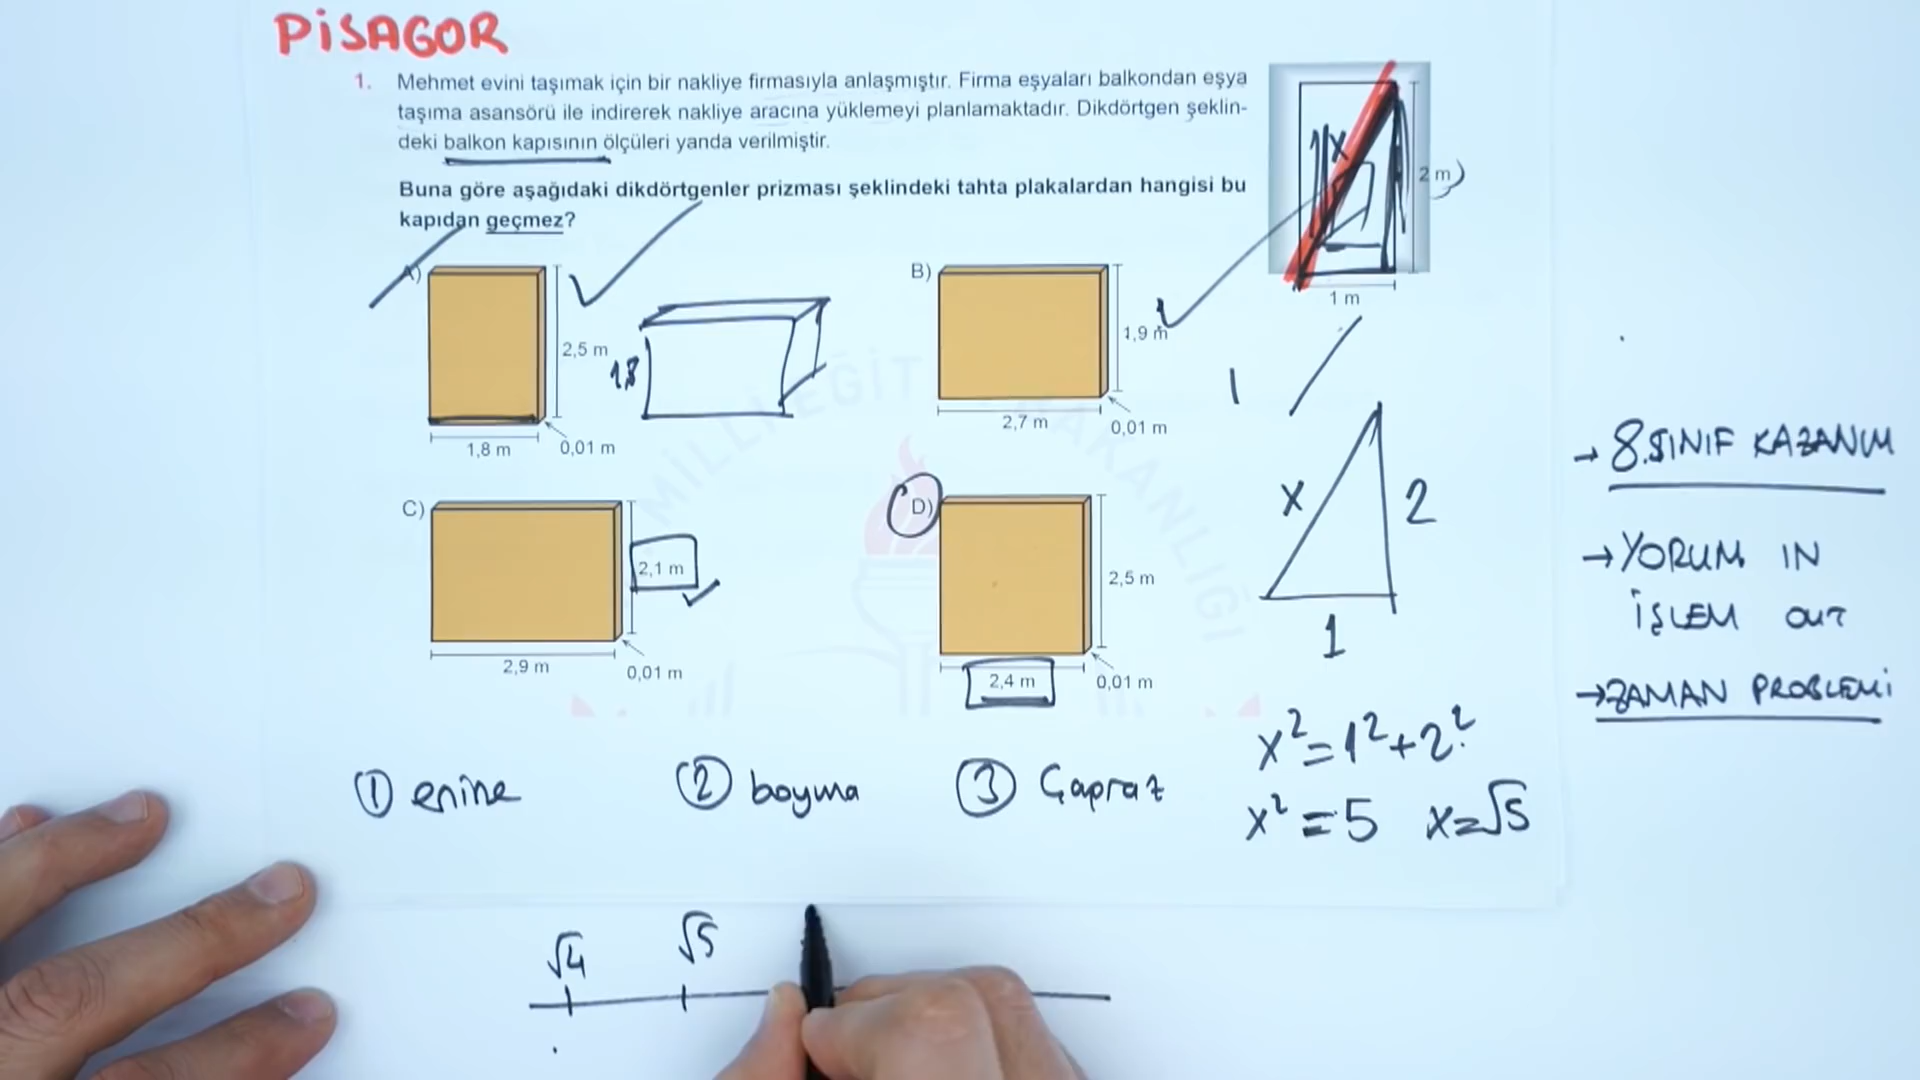 PİSAGOR
1. Mehmet evini taşımak için bir nakliye firmasıyla anlaşmıştır. Firma eşyaları balkondan eşya
taşıma asansörü ile indirerek nakliye aracına yüklemeyi planlamaktadır. Dikdörtgen şeklin-
deki balkon kapısının ölçüleri yanda verilmiştir.
Buna göre aşağıdaki dikdörtgenler prizması şeklindeki tahta plakalardan hangisi bu
kapıdan geçmez?
x
2 m
1 m
A)
2,5 m
1,8 m
0,01 m
1,8
B)
1,9 m
2,7 m
0,01 m
C)
2,1 m
2,9 m
0,01 m
D)
2,5 m
2,4 m
0,01 m
MİLLİ EĞİTİM BAKANLIĞI
x
2
1
→ 8.SINIF KAZANIM
→ YORUM IN
İŞLEM OUT
→ ZAMAN PROBLEMİ
① enine
② boyuna
③ Çapraz
x²=1²+2²
x²=5 x=√5
√4
√5